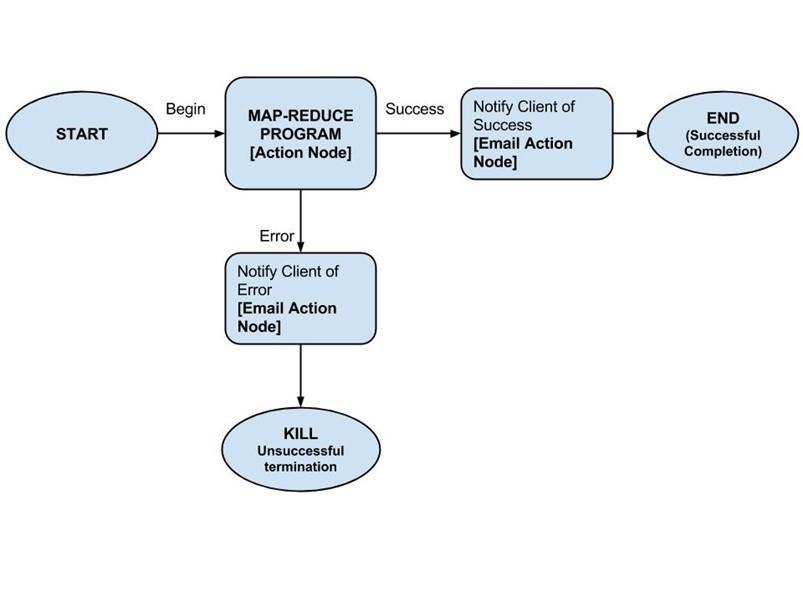 START
Begin
MAP-REDUCE
PROGRAM
[Action Node]
Success
Notify Client of
Success
[Email Action
Node]
END
(Successful
Completion)
Error
Notify Client of
Error
[Email Action
Node]
KILL
Unsuccessful
termination